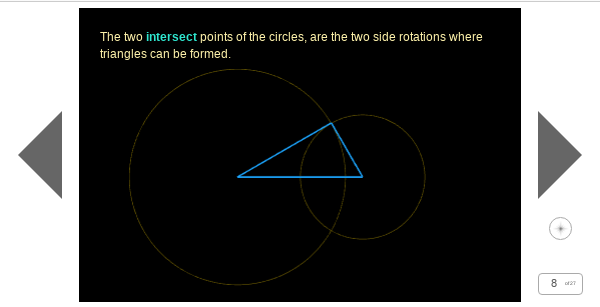 The two intersect points of the circles, are the two side rotations where
triangles can be formed.
8 of 27